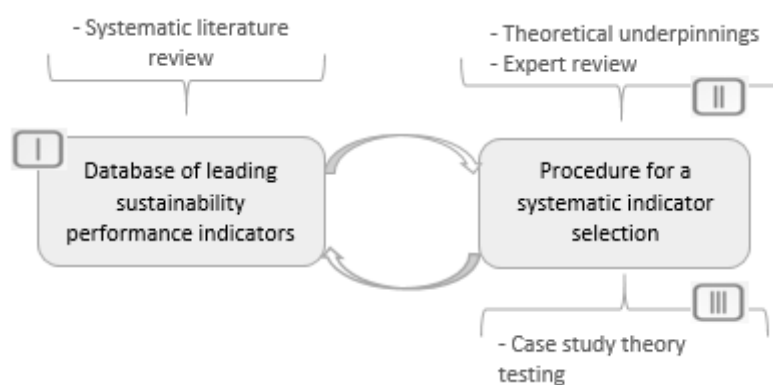 - Systematic literature
review
- Theoretical underpinnings
- Expert review
II
I
Database of leading
sustainability
performance indicators
Procedure for a
systematic indicator
selection
III
- Case study theory
testing